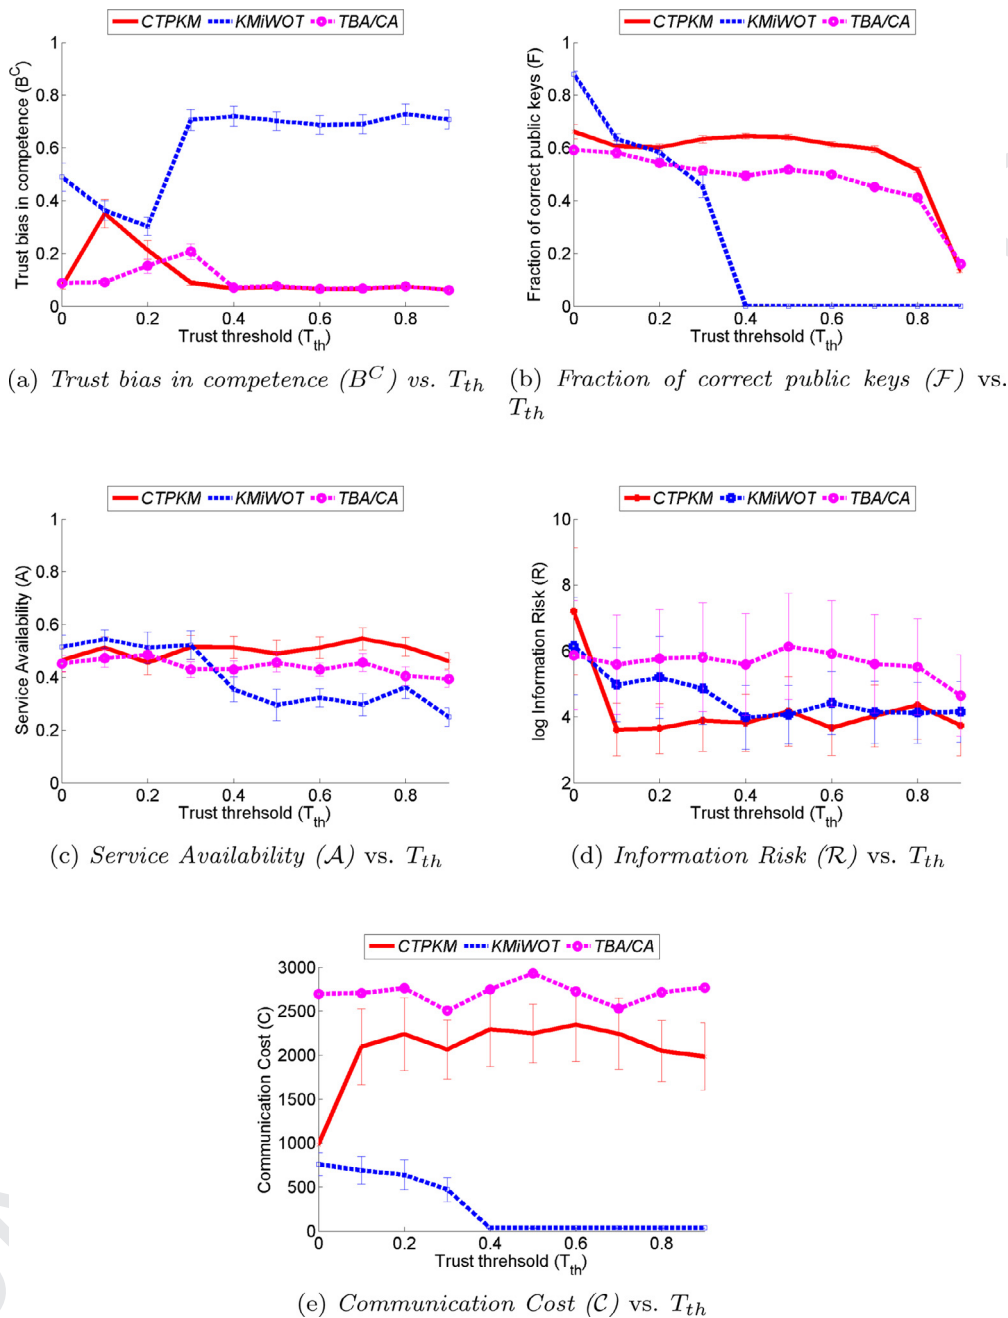 CTPKM KMiWOT TBA/CA
1
0.8
0.6
0.4
0.2
0
Trust bias in competence (B^C)
0 0.2 0.4 0.6 0.8
Trust threshold (T_th)
(a) Trust bias in competence (B^C) vs. T_th
CTPKM KMiWOT TBA/CA
1
0.8
0.6
0.4
0.2
0
Fraction of correct public keys (F)
0 0.2 0.4 0.6 0.8
Trust threshold (T_th)
(b) Fraction of correct public keys (F) vs.
T_th
CTPKM KMiWOT TBA/CA
1
0.8
0.6
0.4
0.2
0
Service Availability (A)
0 0.2 0.4 0.6 0.8
Trust threhsold (T_th)
(c) Service Availability (A) vs. T_th
CTPKM KMiWOT TBA/CA
10
8
6
4
2
log Information Risk (R)
0 0.2 0.4 0.6 0.8
Trust threhsold (T_th)
(d) Information Risk (R) vs. T_th
CTPKM KMiWOT TBA/CA
3000
2500
2000
1500
1000
500
0
Communication Cost (C)
0 0.2 0.4 0.6 0.8
Trust threhsold (T_th)
(e) Communication Cost (C) vs. T_th